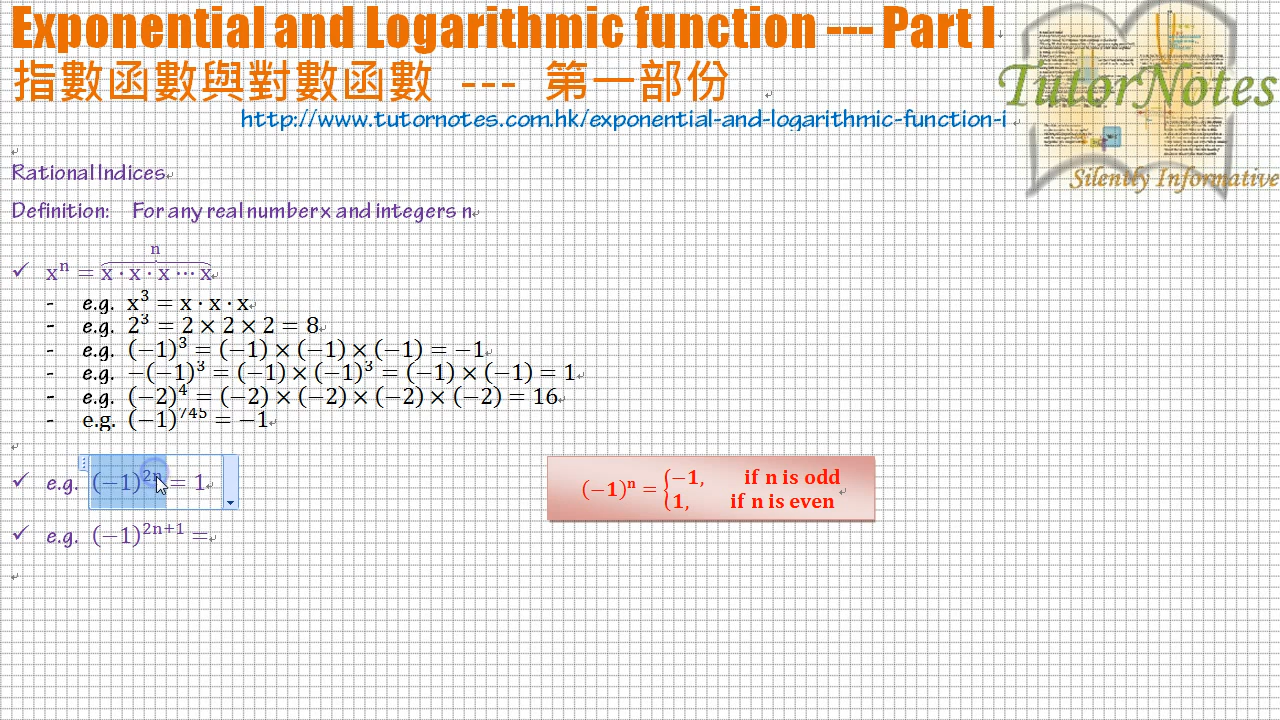 Exponential and Logarithmic function --- Part I
指數函數與對數函數 --- 第一部份
http://www.tutornotes.com.hk/exponential-and-logarithmic-function-i
TutorNotes
Silently Informative
Rational Indices
Definition: For any real number x and integers n
n
✓ xⁿ = x · x · x ··· x
- e.g. x³ = x · x · x
- e.g. 2³ = 2 × 2 × 2 = 8
- e.g. (−1)³ = (−1) × (−1) × (−1) = −1
- e.g. −(−1)³ = (−1) × (−1)³ = (−1) × (−1) = 1
- e.g. (−2)⁴ = (−2) × (−2) × (−2) × (−2) = 16
- e.g. (−1)⁷⁴⁵ = −1
✓ e.g. (−1)²ⁿ = 1
(−1)ⁿ = { −1, if n is odd
1, if n is even
✓ e.g. (−1)²ⁿ⁺¹ =